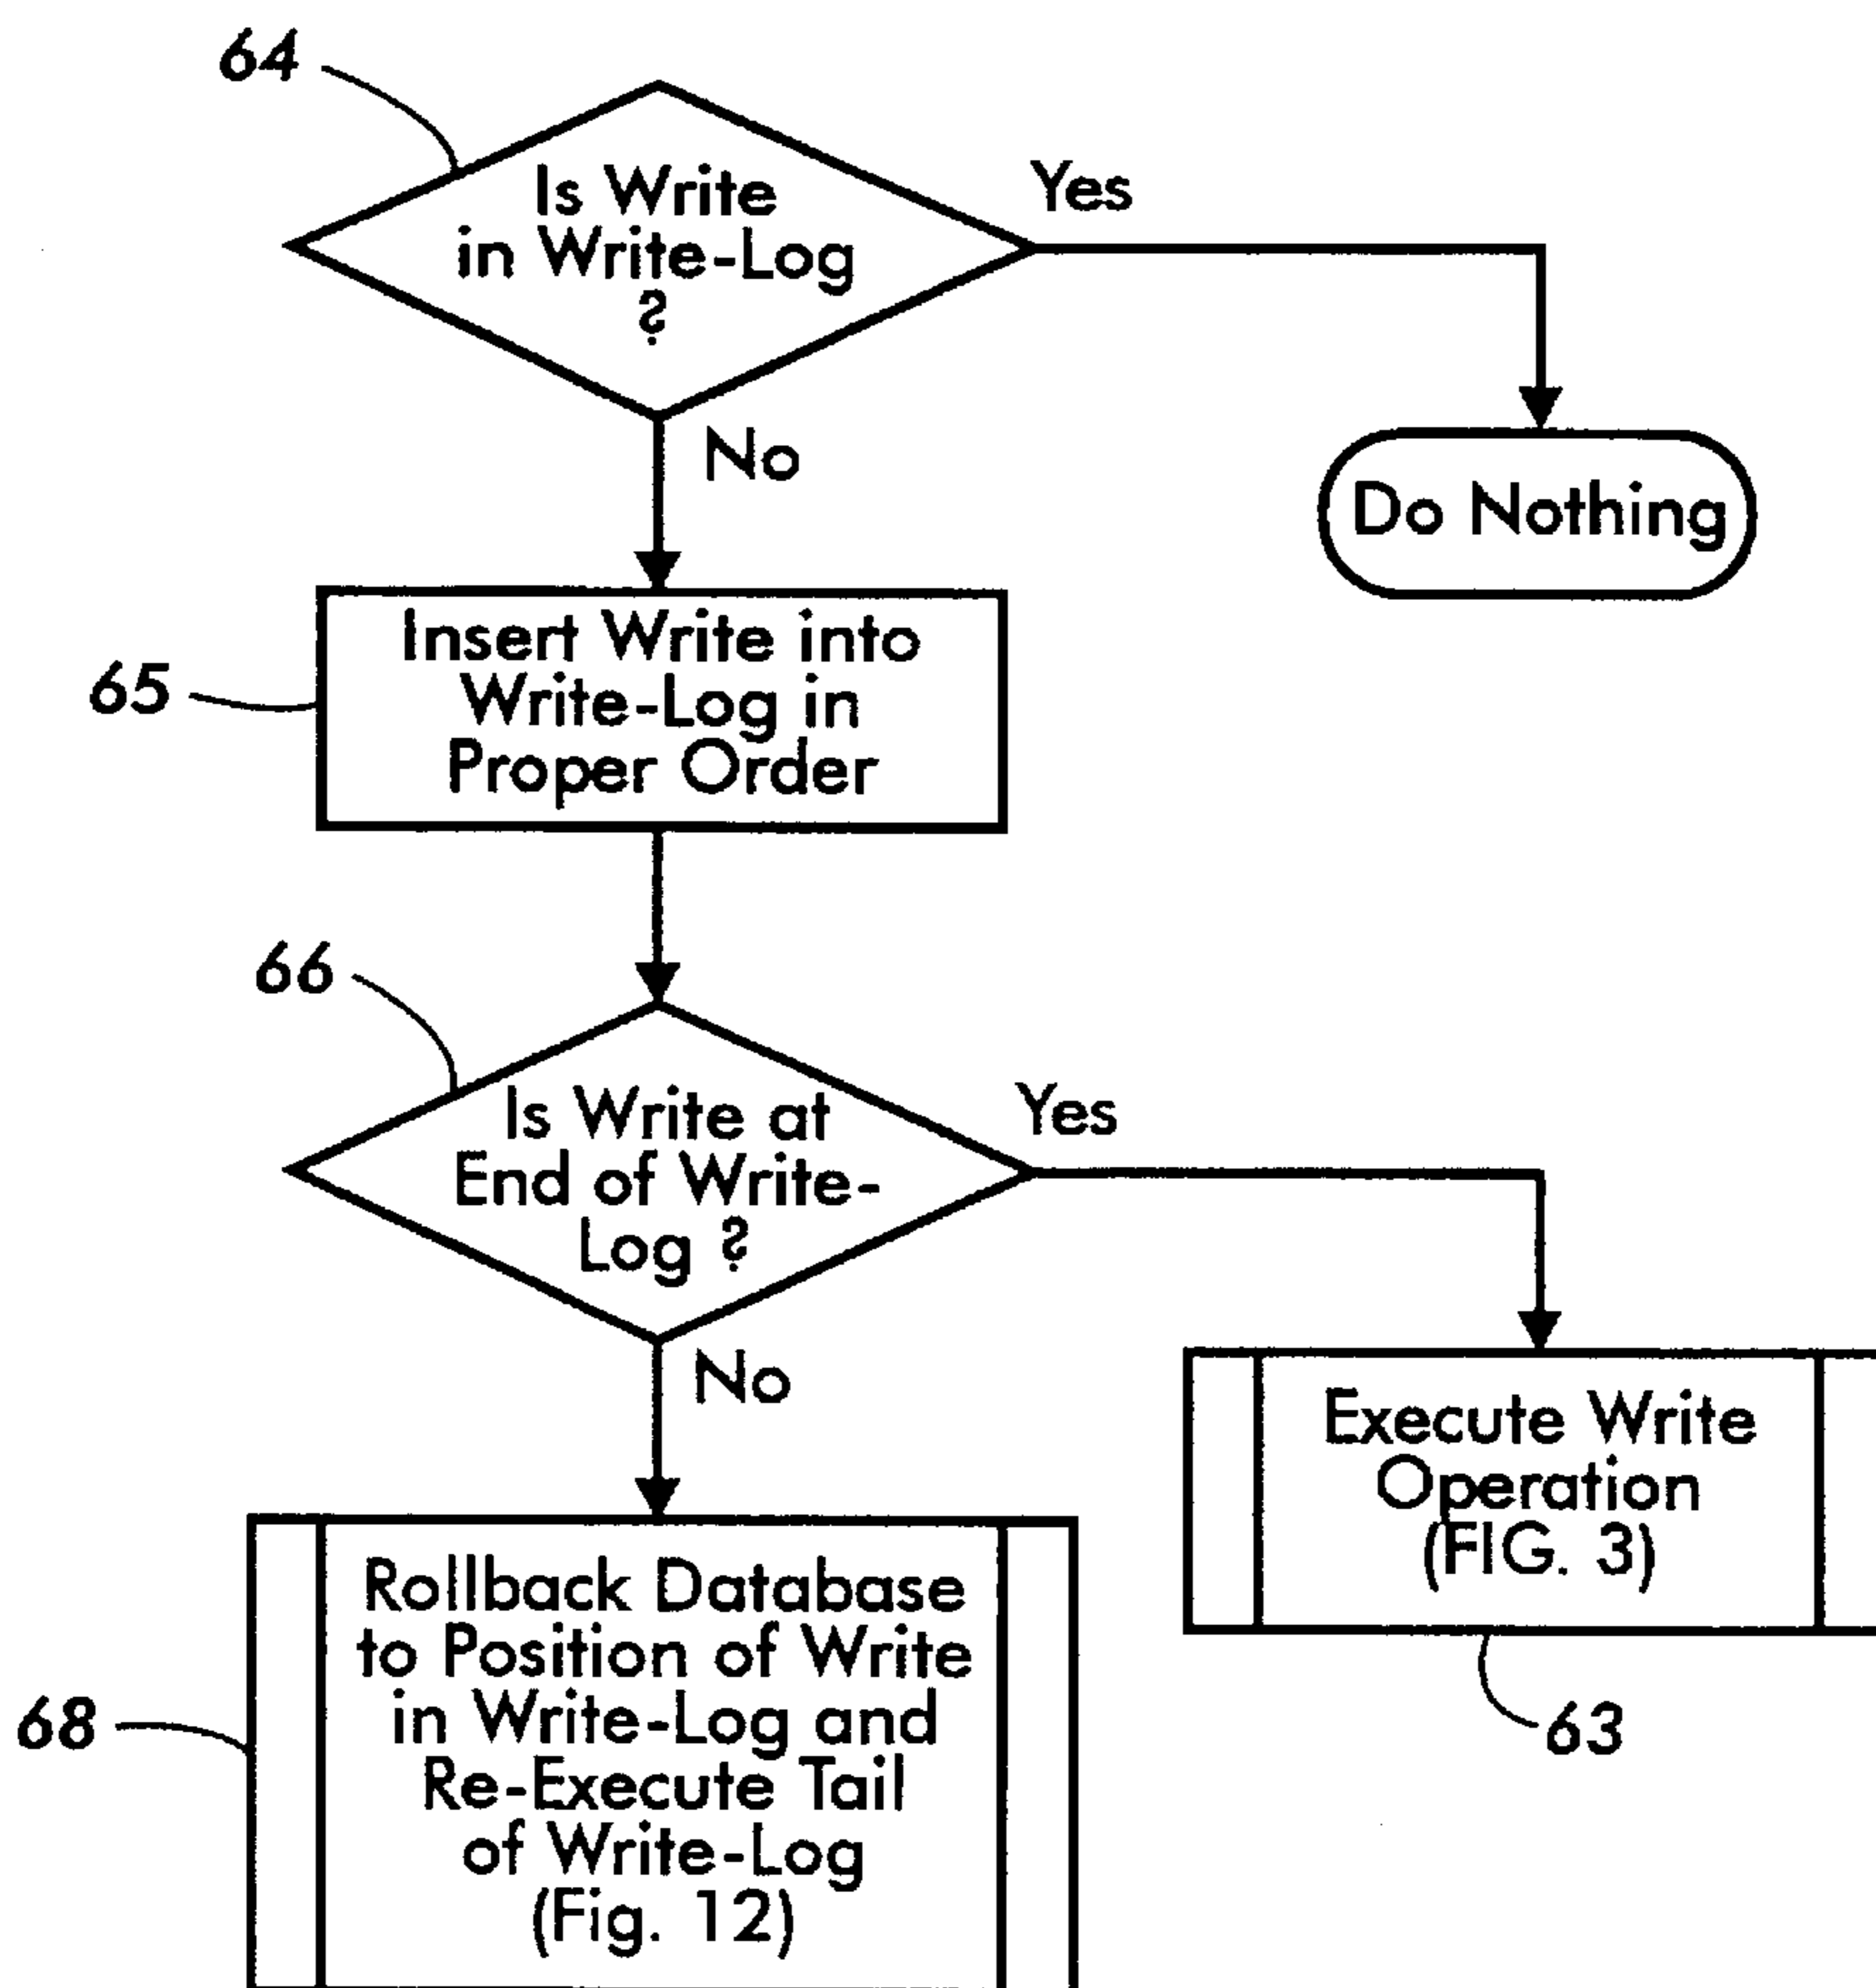 64
Is Write
in Write-Log
?
Yes
No
Do Nothing
65
Insert Write into
Write-Log in
Proper Order
66
Is Write at
End of Write-
Log ?
Yes
No
Execute Write
Operation
(FIG. 3)
63
68
Rollback Database
to Position of Write
in Write-Log and
Re-Execute Tail
of Write-Log
(Fig. 12)